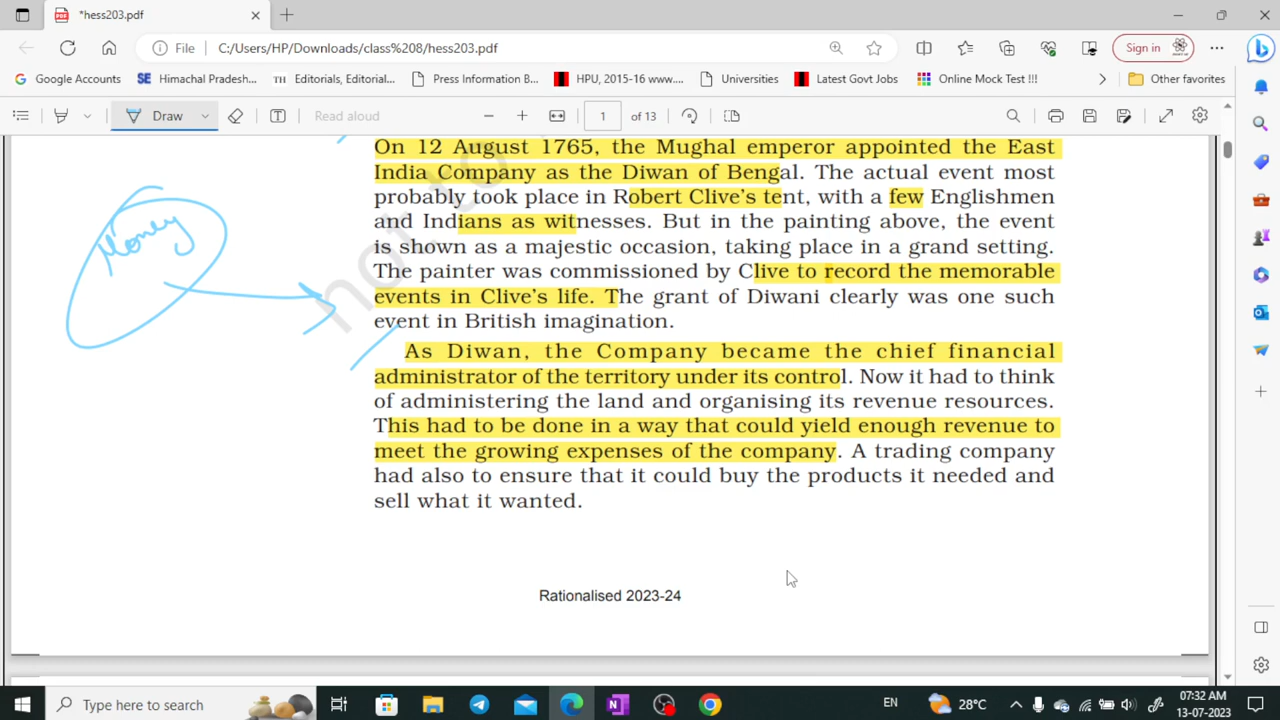 *hess203.pdf
File C:/Users/HP/Downloads/class%208/hess203.pdf Sign in
Google Accounts SE Himachal Pradesh... TH Editorials, Editorial... Press Information B... HPU, 2015-16 www.... Universities Latest Govt Jobs Online Mock Test !!! Other favorites
Draw Read aloud 1 of 13
On 12 August 1765, the Mughal emperor appointed the East
India Company as the Diwan of Bengal. The actual event most
probably took place in Robert Clive's tent, with a few Englishmen
and Indians as witnesses. But in the painting above, the event
is shown as a majestic occasion, taking place in a grand setting.
The painter was commissioned by Clive to record the memorable
events in Clive's life. The grant of Diwani clearly was one such
event in British imagination.
Money
not to
As Diwan, the Company became the chief financial
administrator of the territory under its control. Now it had to think
of administering the land and organising its revenue resources.
This had to be done in a way that could yield enough revenue to
meet the growing expenses of the company. A trading company
had also to ensure that it could buy the products it needed and
sell what it wanted.
Rationalised 2023-24
Type here to search EN 28°C 07:32 AM
13-07-2023